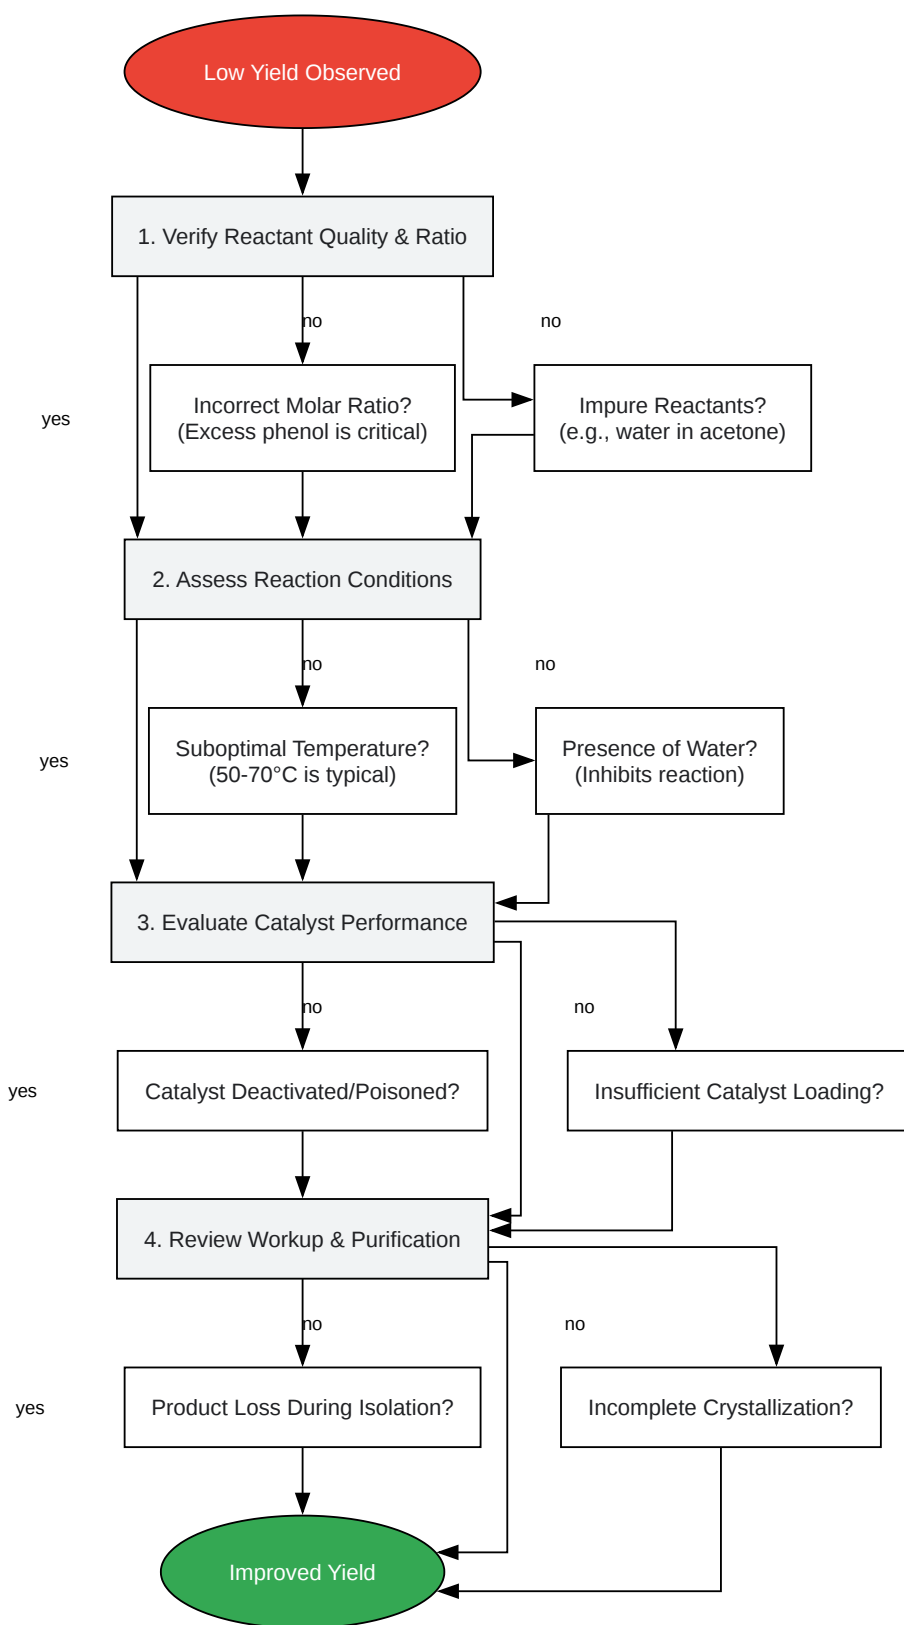 Low Yield Observed
1. Verify Reactant Quality & Ratio
no
no
Incorrect Molar Ratio?
(Excess phenol is critical)
Impure Reactants?
(e.g., water in acetone)
yes
2. Assess Reaction Conditions
no
no
Suboptimal Temperature?
(50-70°C is typical)
Presence of Water?
(Inhibits reaction)
yes
3. Evaluate Catalyst Performance
no
no
yes
Catalyst Deactivated/Poisoned?
Insufficient Catalyst Loading?
4. Review Workup & Purification
no
no
yes
Product Loss During Isolation?
Incomplete Crystallization?
Improved Yield